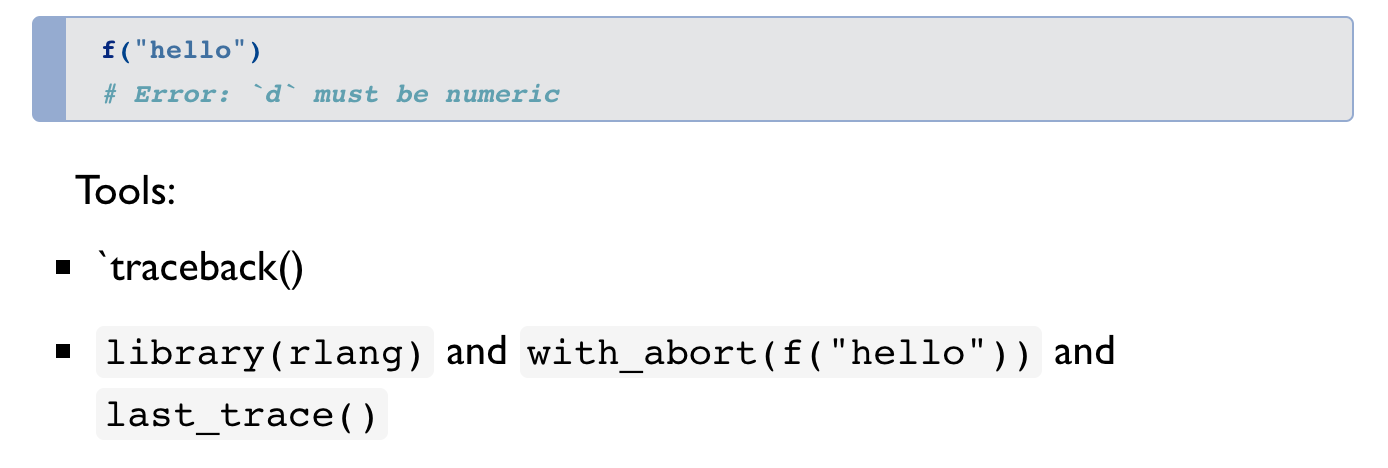 f("hello")
# Error: `d` must be numeric
Tools:
▪ `traceback()
▪ library(rlang) and with_abort(f("hello")) and
last_trace()